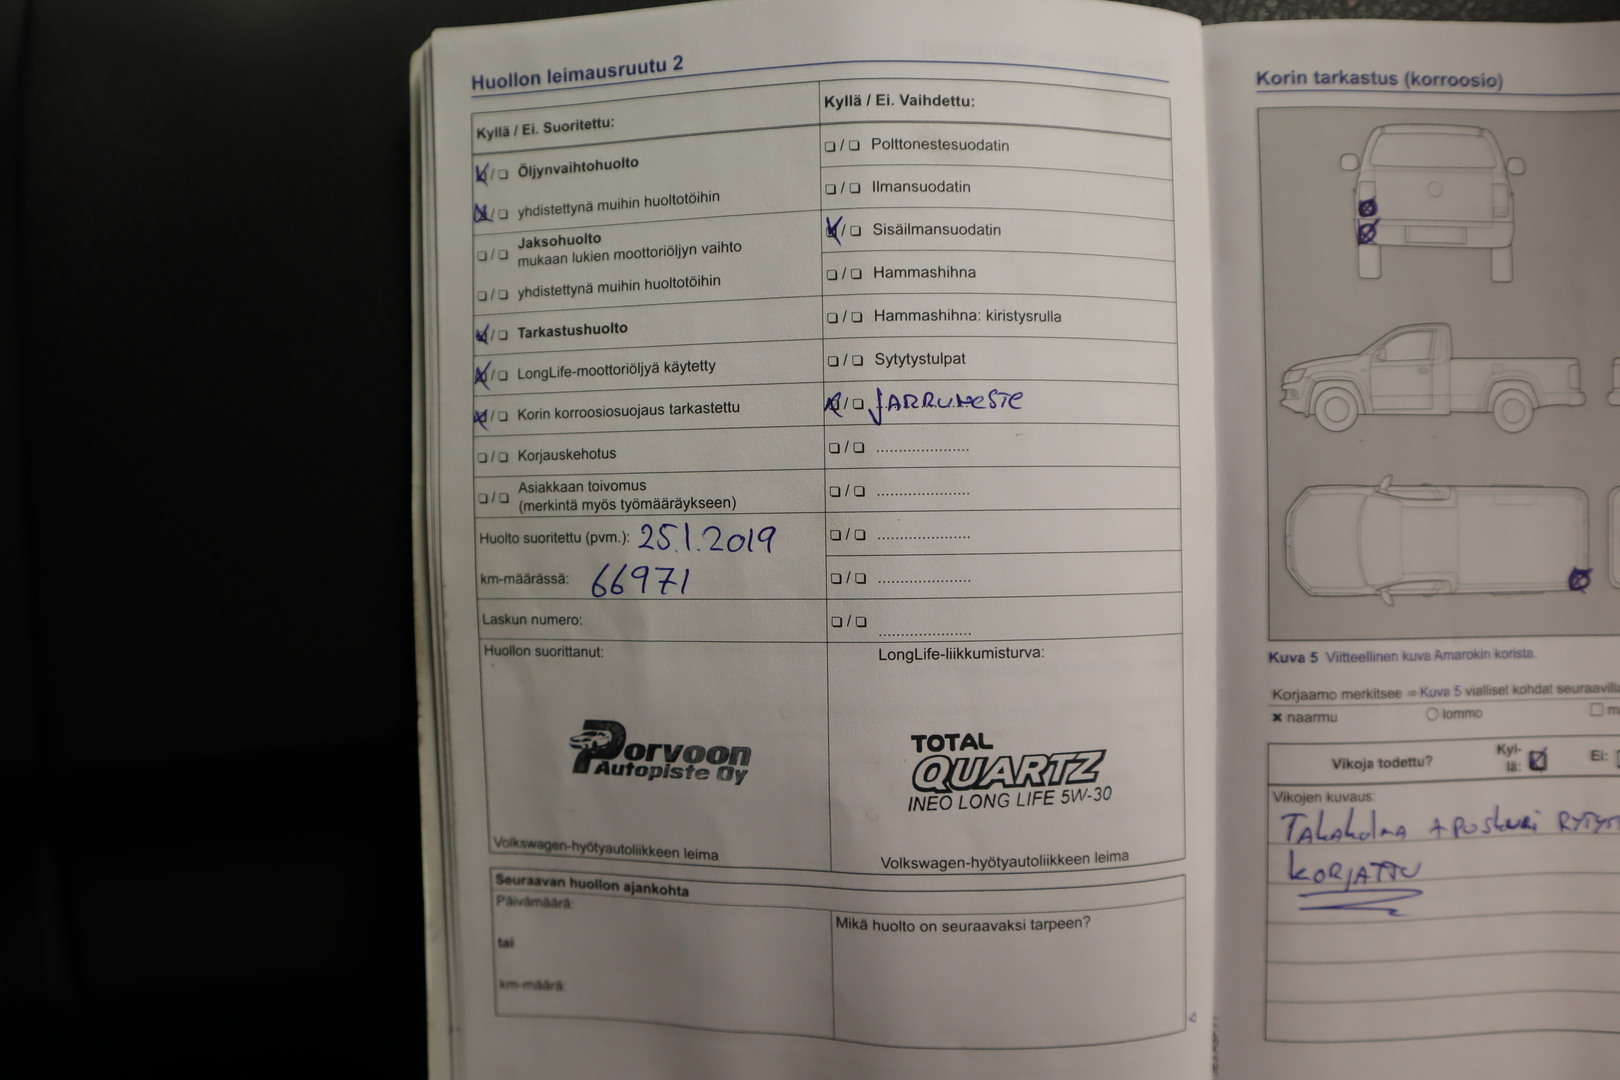 Huollon leimausruutu 2
Kyllä / Ei. Suoritettu:
Öljynvaihtohuolto
yhdistettynä muihin huoltotöihin
Jaksohuolto
mukaan lukien moottoriöljyn vaihto
yhdistettynä muihin huoltotöihin
Tarkastushuolto
LongLife-moottoriöljyä käytetty
Korin korroosiosuojaus tarkastettu
Korjauskehotus
Asiakkaan toivomus
(merkintä myös työmääräykseen)
Huolto suoritettu (pvm.): 25.1.2019
km-määrässä: 66971
Laskun numero:
Huollon suorittanut:
Porvoon
Autopiste Oy
Volkswagen-hyötyautoliikkeen leima
Kyllä / Ei. Vaihdettu:
Polttonestesuodatin
Ilmansuodatin
Sisäilmansuodatin
Hammashihna
Hammashihna: kiristysrulla
Sytytystulpat
JARRUNESTE
LongLife-liikkumisturva:
TOTAL
QUARTZ
INEO LONG LIFE 5W-30
Volkswagen-hyötyautoliikkeen leima
Seuraavan huollon ajankohta
Päivämäärä:
tai
km-määrä:
Mikä huolto on seuraavaksi tarpeen?
Korin tarkastus (korroosio)
Kuva 5 Viitteellinen kuva Amarokin korista.
Korjaamo merkitsee ⇒ Kuva 5 vialliset kohdat
naarmu
lommo
Vikoja todettu?
Kyl-
lä:
Ei:
Vikojen kuvaus:
KORJATTU